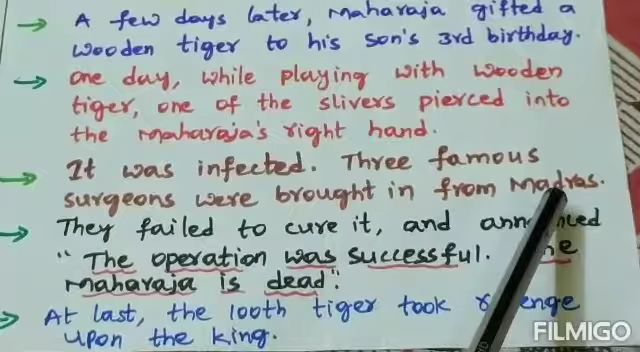 A few days later, Maharaja gifted a
wooden tiger to his son's 3rd birthday.
One day, while playing with wooden
tiger, one of the slivers pierced into
the Maharaja's right hand.
It was infected. Three famous
surgeons were brought in from Madras.
They failed to cure it, and
"The operation was successful.
Maharaja is dead".
At last, the 100th tiger took
upon the king.
FILMIGO